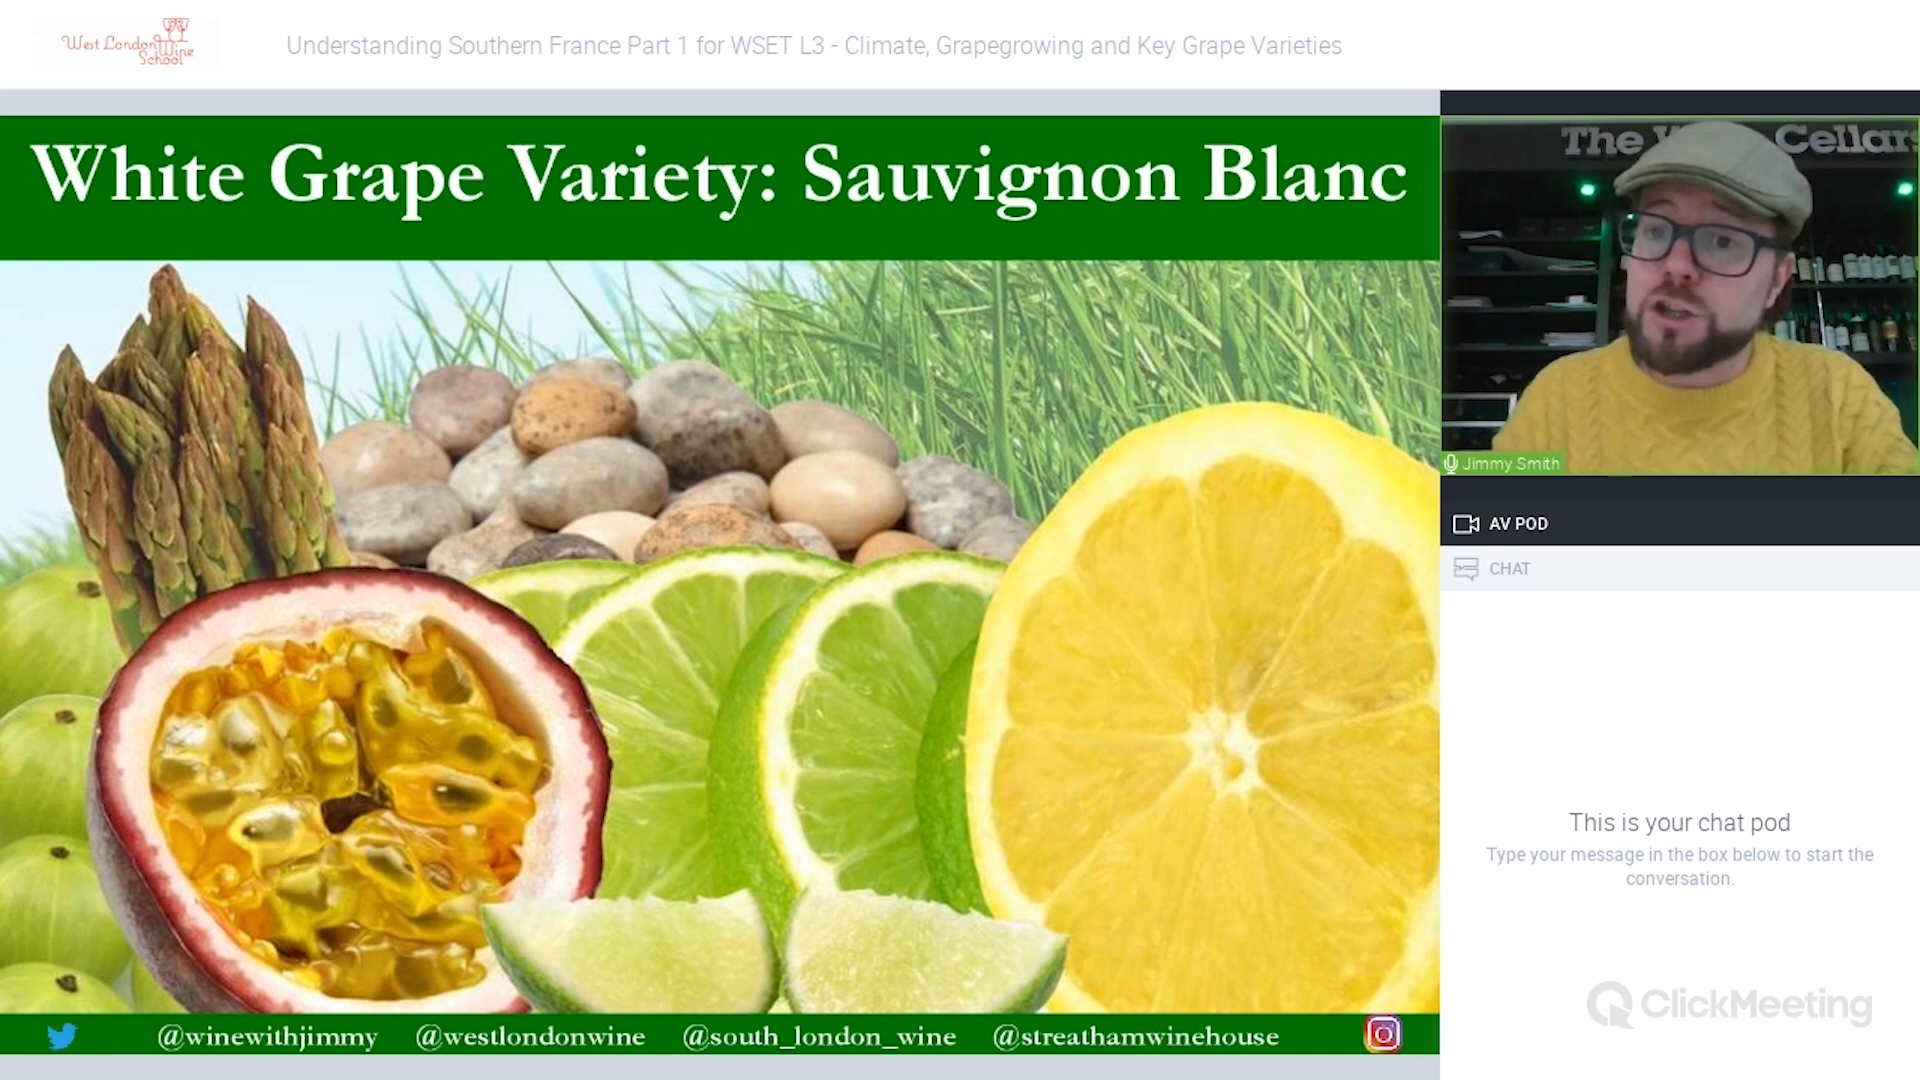 West London Wine School
Understanding Southern France Part 1 for WSET L3 - Climate, Grapegrowing and Key Grape Varieties
White Grape Variety: Sauvignon Blanc
The Cellars
Jimmy Smith
AV POD
CHAT
This is your chat pod
Type your message in the box below to start the
conversation.
ClickMeeting
@winewithjimmy @westlondonwine @south_london_wine @streathamwinehouse